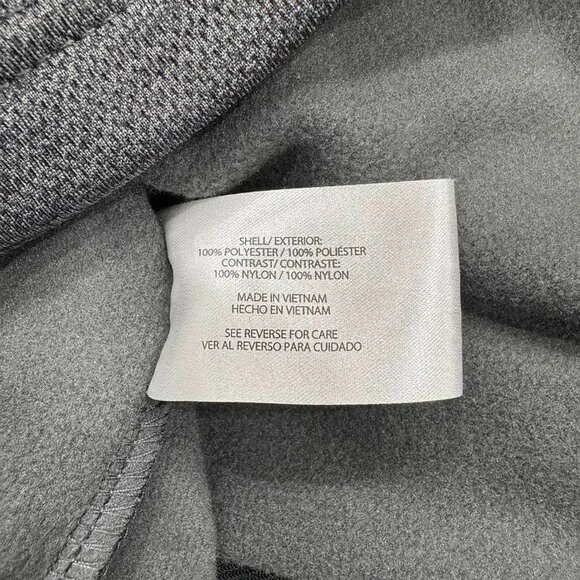 SHELL/ EXTERIOR:
100% POLYESTER / 100% POLIÉSTER
CONTRAST/ CONTRASTE:
100% NYLON / 100% NYLON
MADE IN VIETNAM
HECHO EN VIETNAM
SEE REVERSE FOR CARE
VER AL REVERSO PARA CUIDADO